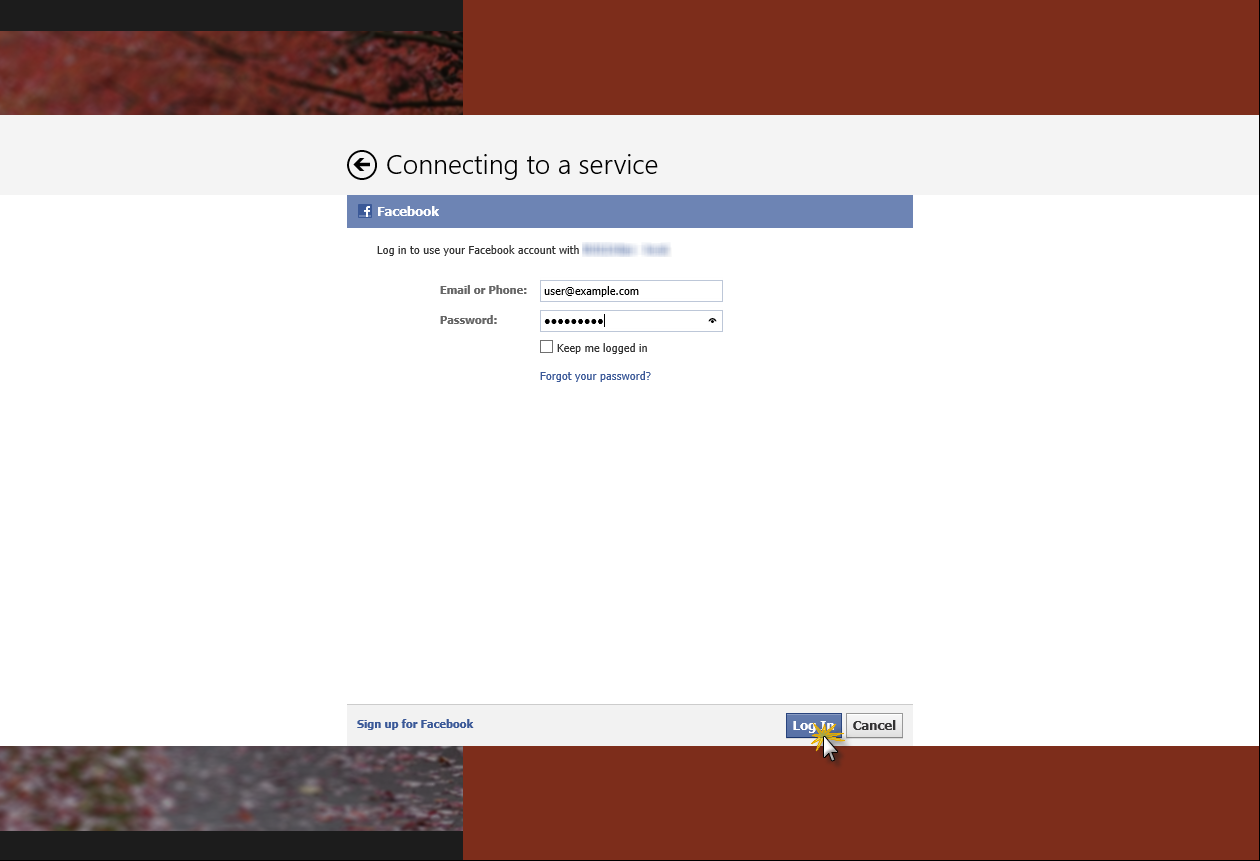 Connecting to a service
Facebook
Log in to use your Facebook account with
Email or Phone: user@example.com
Password: •••••••••
Keep me logged in
Forgot your password?
Sign up for Facebook Log In Cancel